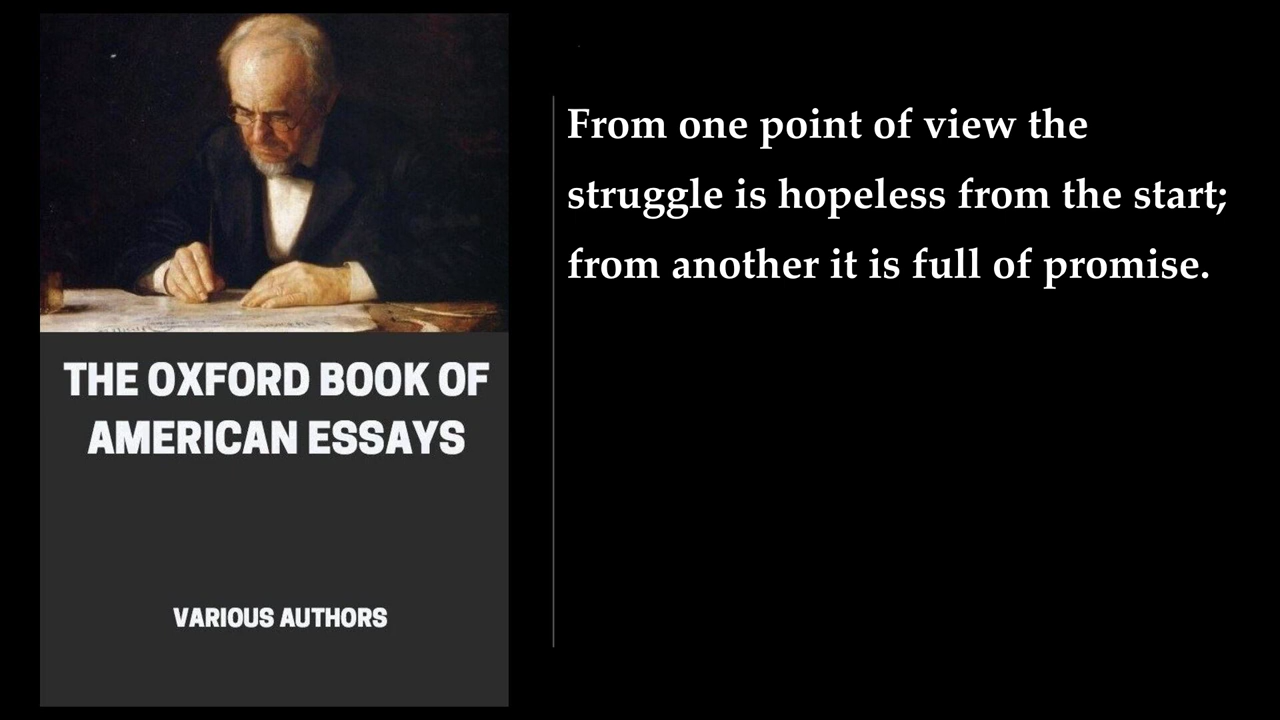 THE OXFORD BOOK OF
AMERICAN ESSAYS
VARIOUS AUTHORS
From one point of view the
struggle is hopeless from the start;
from another it is full of promise.